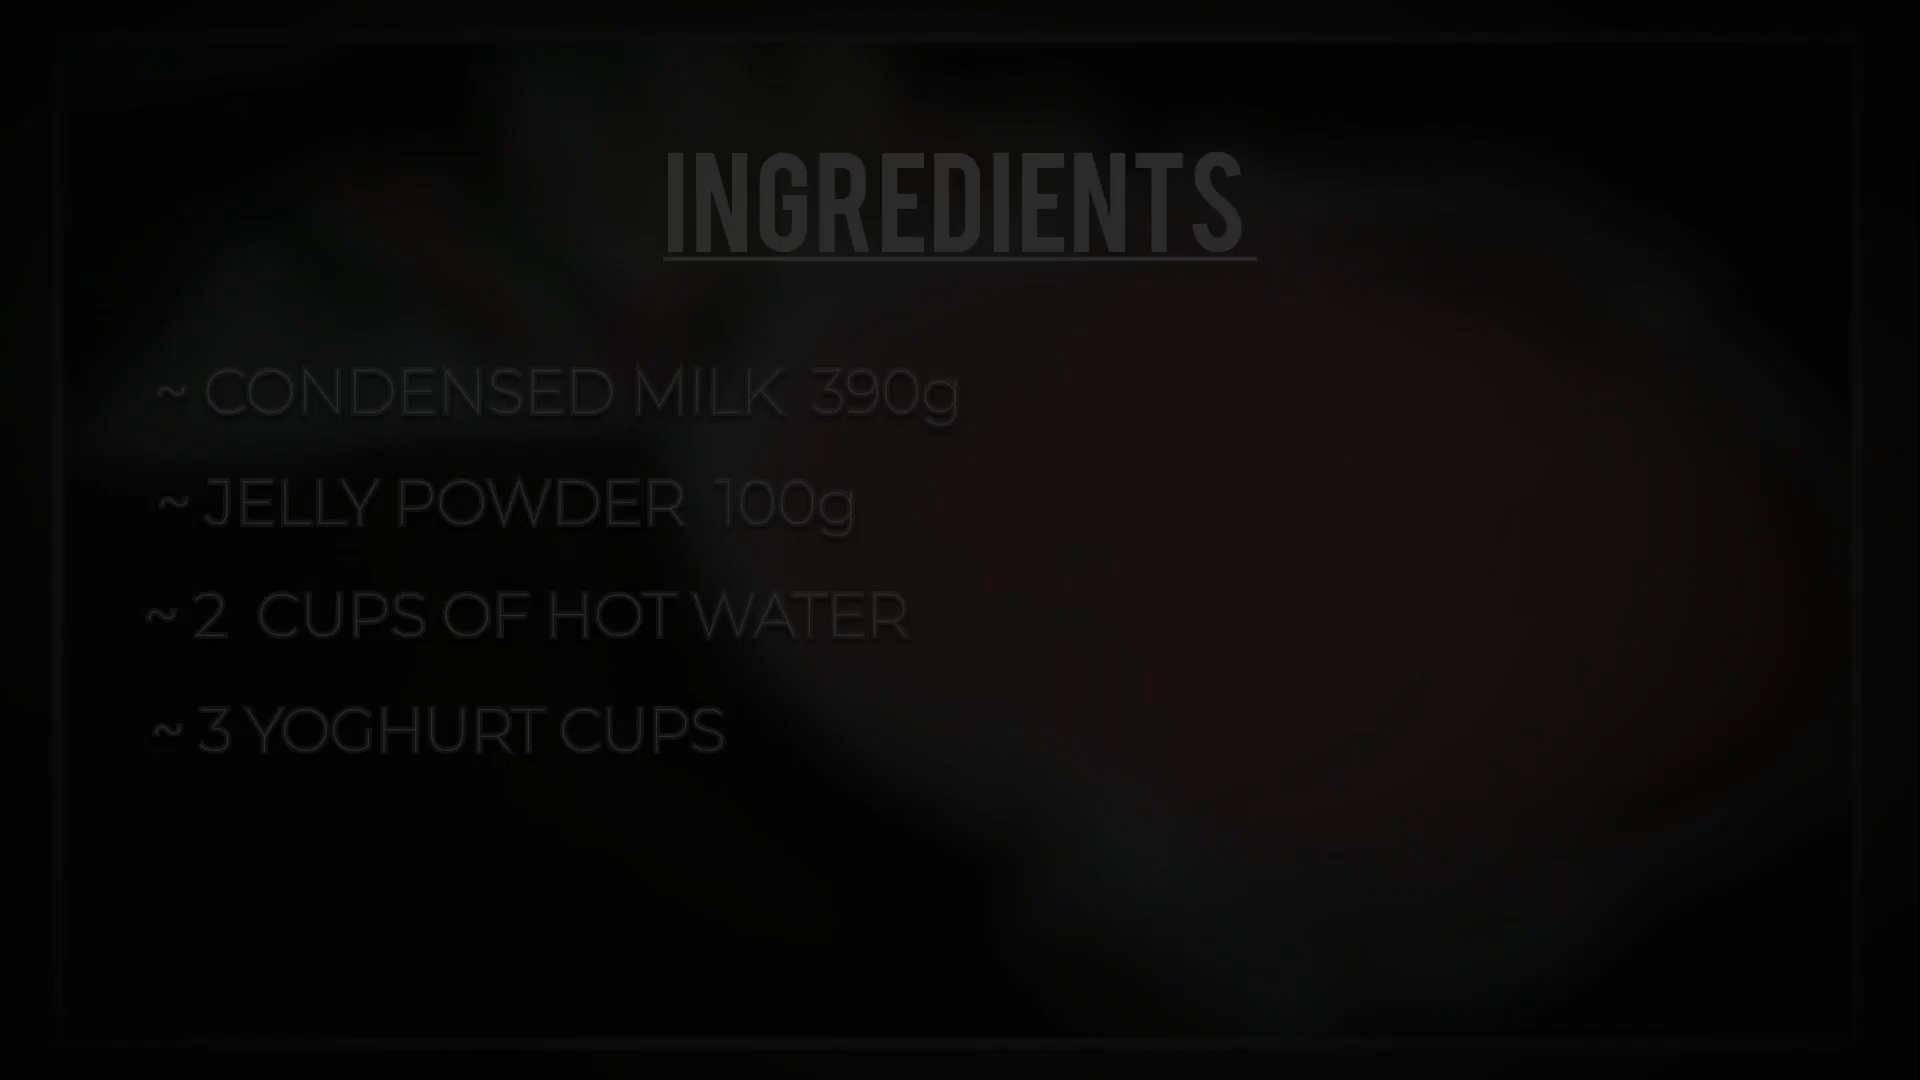 INGREDIENTS
~ CONDENSED MILK 390g
~ JELLY POWDER 100g
~ 2 CUPS OF HOT WATER
~ 3 YOGHURT CUPS